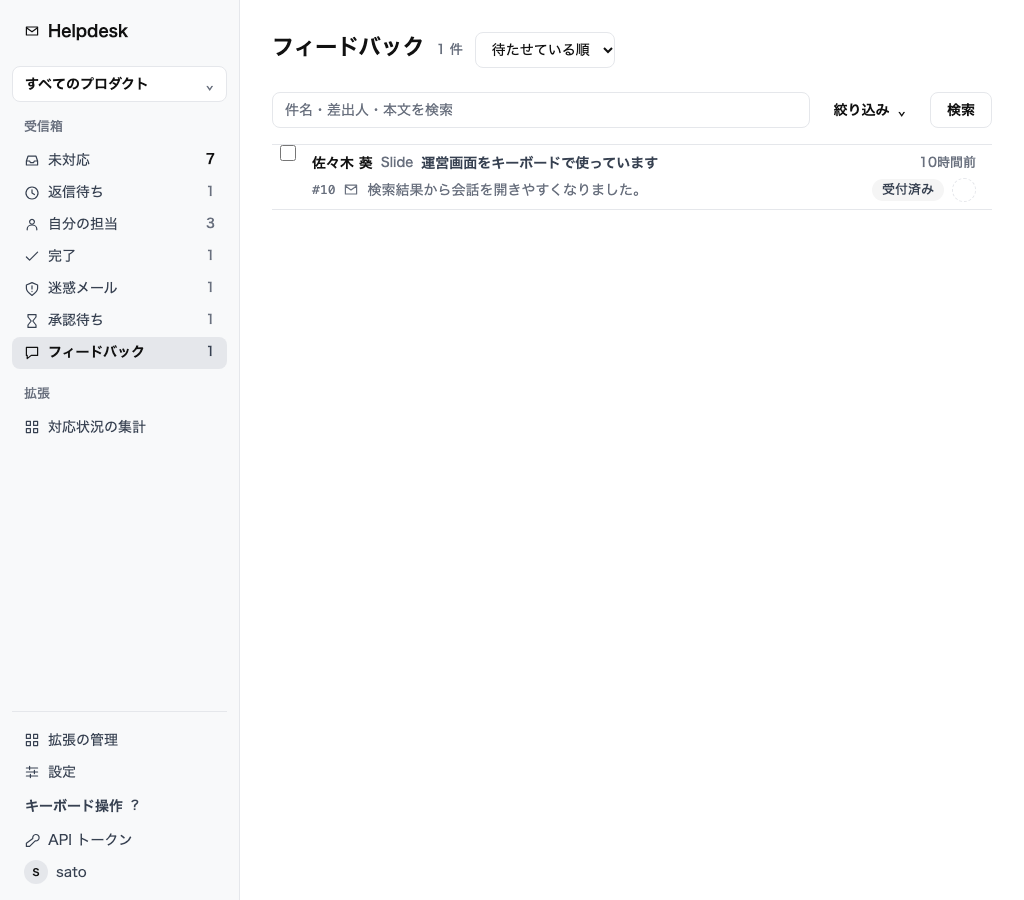 Helpdesk
すべてのプロダクト
受信箱
未対応 7
返信待ち 1
自分の担当 3
完了 1
迷惑メール 1
承認待ち 1
フィードバック 1
拡張
対応状況の集計
拡張の管理
設定
キーボード操作 ?
API トークン
S sato
フィードバック 1 件 待たせている順
件名・差出人・本文を検索 絞り込み 検索
佐々木 葵 Slide 運営画面をキーボードで使っています 10時間前
#10 検索結果から会話を開きやすくなりました。 受付済み